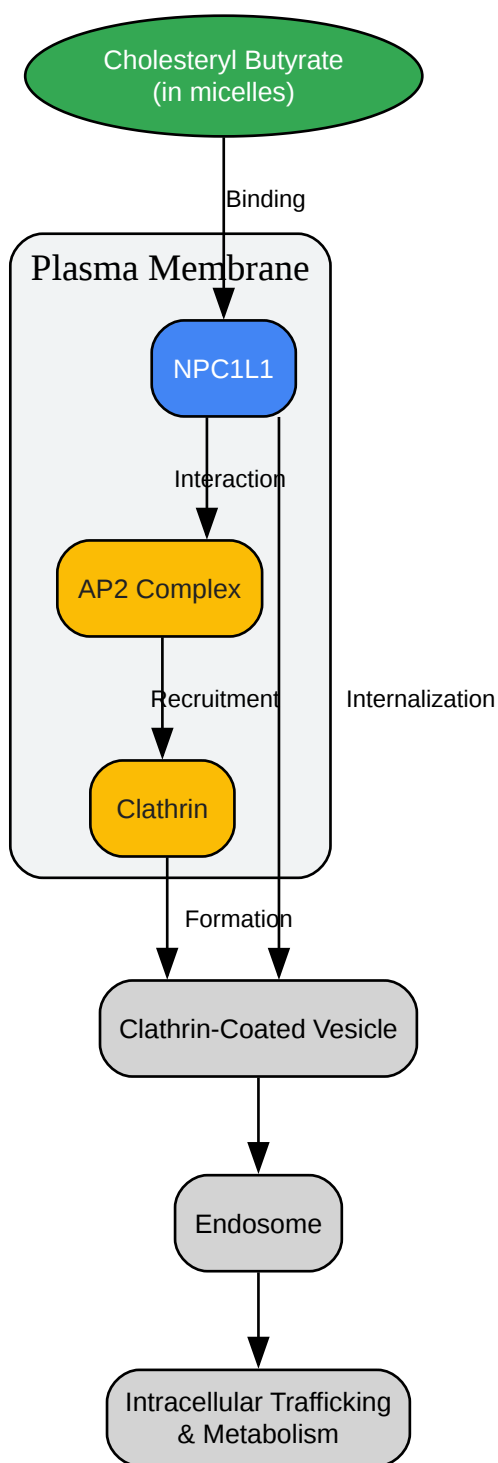 Cholesteryl Butyrate
(in micelles)
Binding
Plasma Membrane
NPC1L1
Interaction
AP2 Complex
Recruitment
Internalization
Clathrin
Formation
Clathrin-Coated Vesicle
Endosome
Intracellular Trafficking
& Metabolism